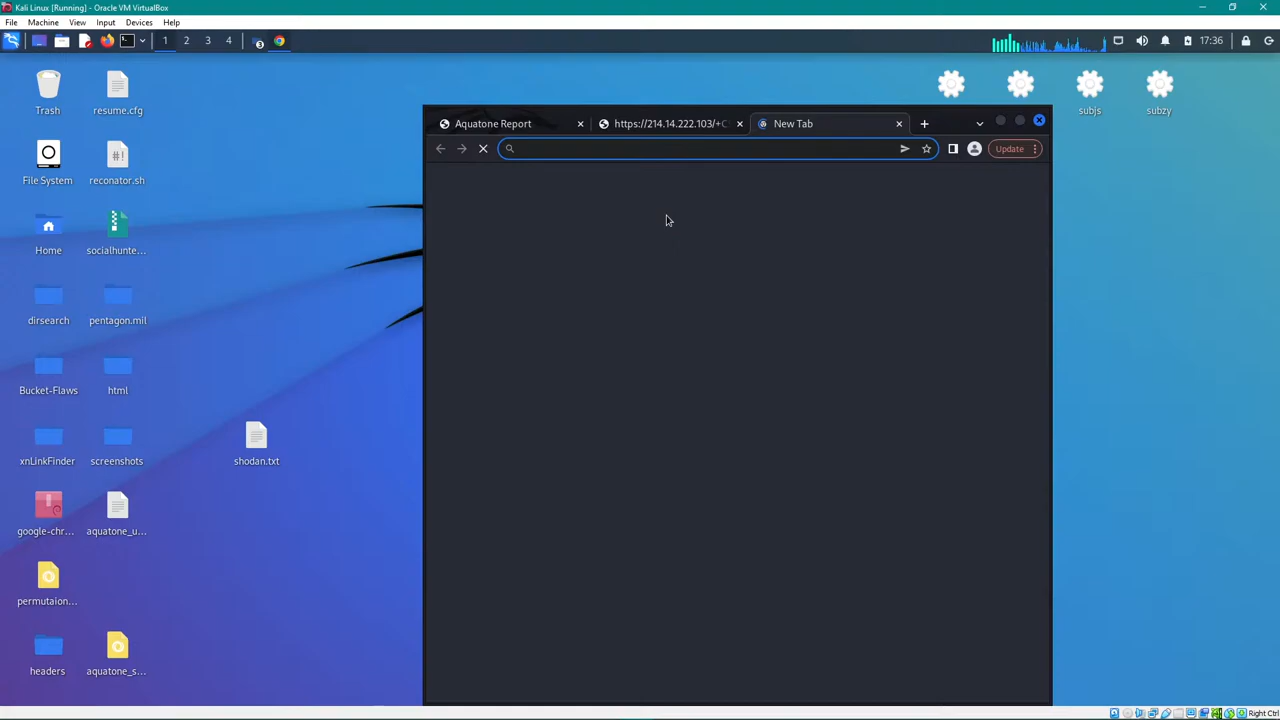 Kali Linux [Running] - Oracle VM VirtualBox
File Machine View Input Devices Help
1 2 3 4 3 17:36
Trash resume.cfg subjs subzy
Aquatone Report https://214.14.222.103/+C New Tab
Update
File System reconator.sh
Home socialhunte...
dirsearch pentagon.mil
Bucket-Flaws html
xnLinkFinder screenshots shodan.txt
google-chr... aquatone_u...
permutaion...
headers aquatone_s...
Right Ctrl